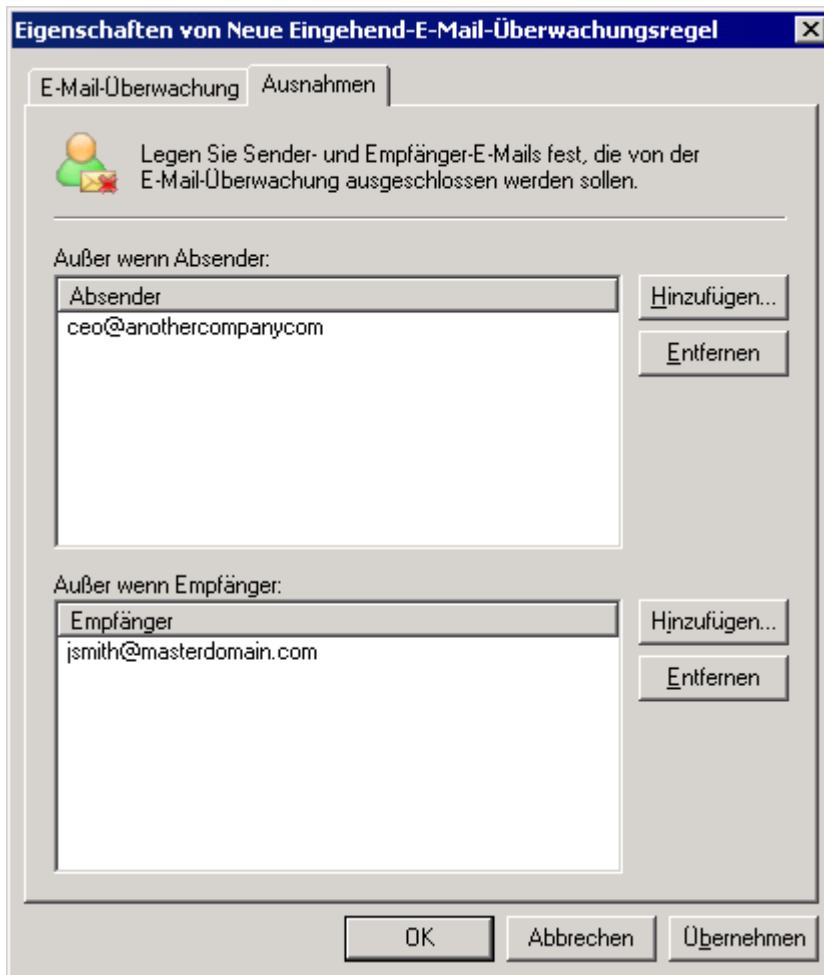 Eigenschaften von Neue Eingehend-E-Mail-Überwachungsregel
E-Mail-Überwachung
Ausnahmen
Legen Sie Sender- und Empfänger-E-Mails fest, die von der
E-Mail-Überwachung ausgeschlossen werden sollen.
Außer wenn Absender:
Absender
Hinzufügen...
ceo@anothercompanycom
Entfernen
Außer wenn Empfänger:
Empfänger
Hinzufügen...
jsmith@masterdomain.com
Entfernen
OK
Abbrechen
Übernehmen